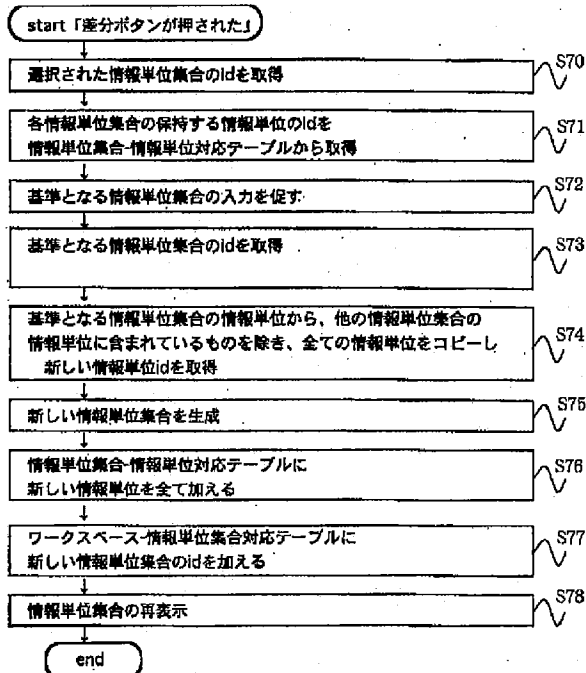 start「差分ボタンが押された」
選択された情報単位集合のidを取得
S70
各情報単位集合の保持する情報単位のidを
情報単位集合-情報単位対応テーブルから取得
S71
基準となる情報単位集合の入力を促す
S72
基準となる情報単位集合のidを取得
S73
基準となる情報単位集合の情報単位から、他の情報単位集合の
情報単位に含まれているものを除き、全ての情報単位をコピーし
新しい情報単位idを取得
S74
新しい情報単位集合を生成
S75
情報単位集合-情報単位対応テーブルに
新しい情報単位を全て加える
S76
ワークスペース-情報単位集合対応テーブルに
新しい情報単位集合のidを加える
S77
情報単位集合の再表示
S78
end